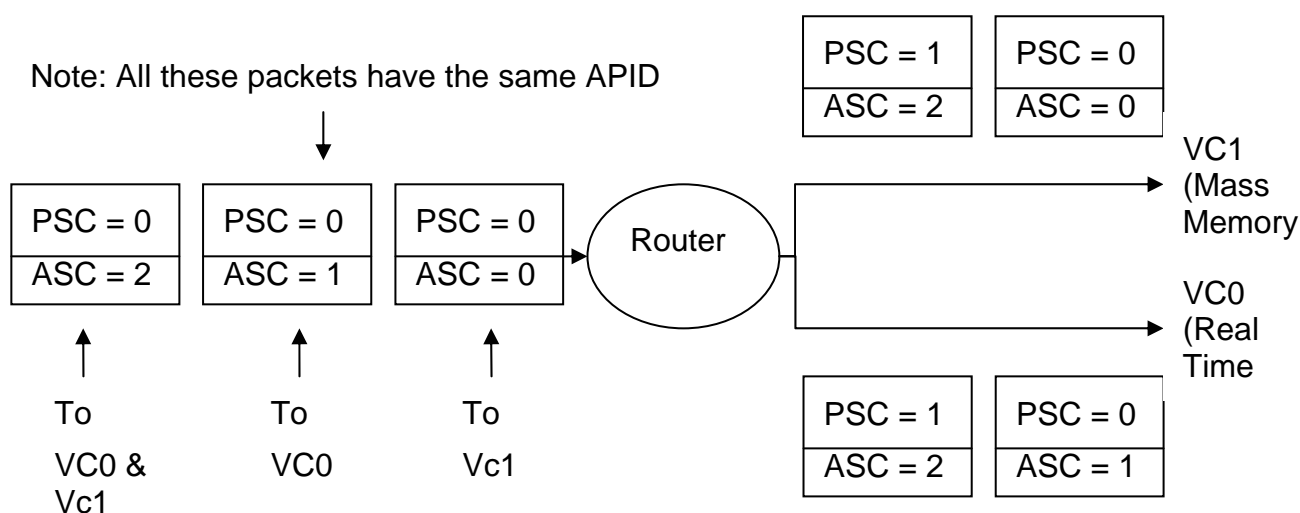 Note: All these packets have the same APID
PSC = 0
ASC = 2
PSC = 0
ASC = 1
PSC = 0
ASC = 0
To
VC0 &
Vc1
To
VC0
To
Vc1
Router
PSC = 1
ASC = 2
PSC = 0
ASC = 0
VC1
(Mass
Memory
VC0
(Real
Time
PSC = 1
ASC = 2
PSC = 0
ASC = 1